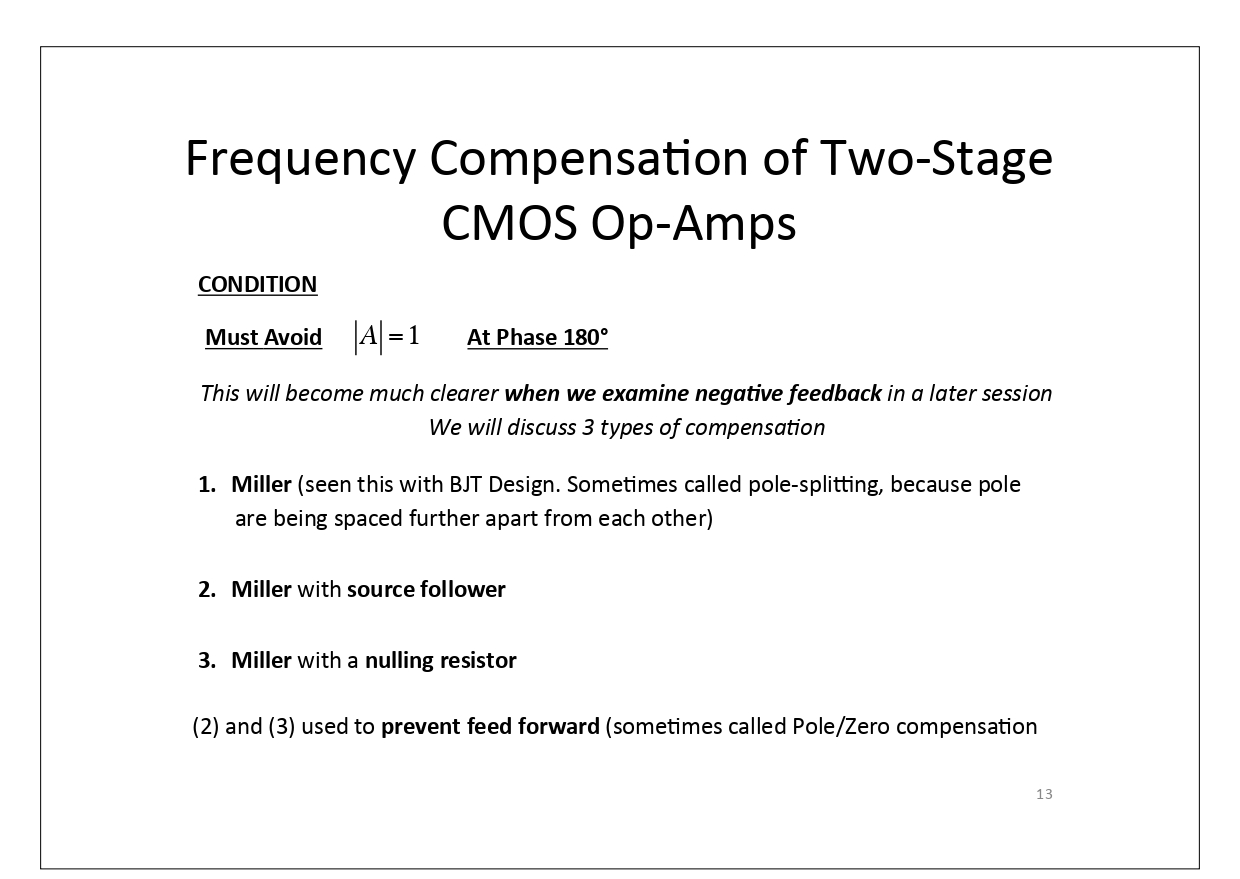 Frequency Compensation of Two-Stage
CMOS Op-Amps
CONDITION
Must Avoid |A| = 1 At Phase 180°
This will become much clearer when we examine negative feedback in a later session
We will discuss 3 types of compensation
1. Miller (seen this with BJT Design. Sometimes called pole-splitting, because pole
are being spaced further apart from each other)
2. Miller with source follower
3. Miller with a nulling resistor
(2) and (3) used to prevent feed forward (sometimes called Pole/Zero compensation
13